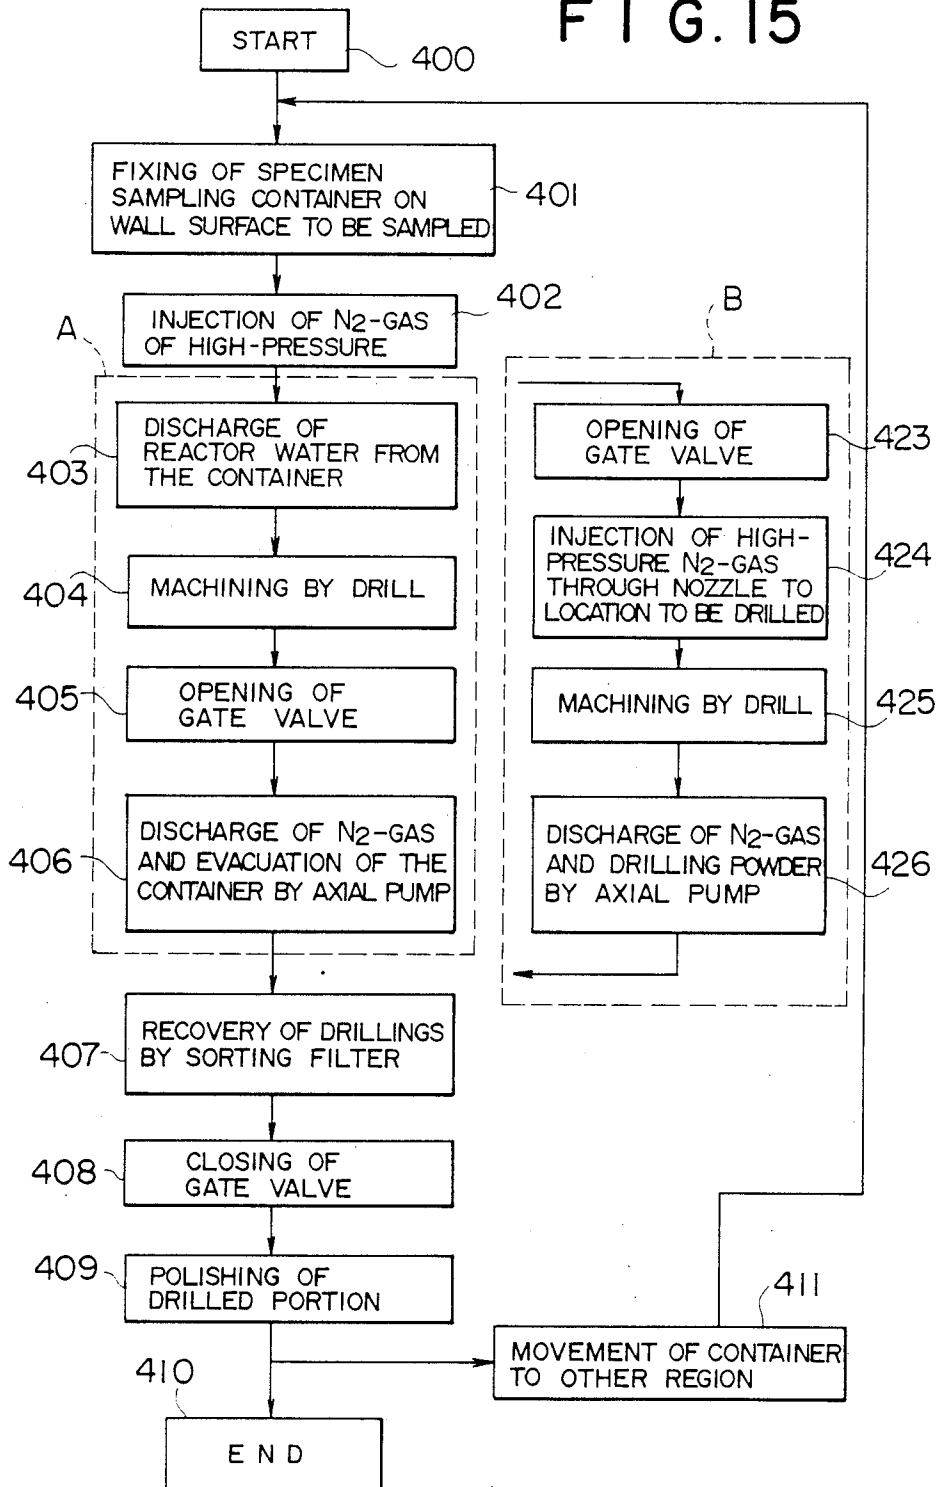 FIG. 15
START
400
FIXING OF SPECIMEN
SAMPLING CONTAINER ON
WALL SURFACE TO BE SAMPLED
401
INJECTION OF N2-GAS
OF HIGH-PRESSURE
402
A
DISCHARGE OF
REACTOR WATER FROM
THE CONTAINER
403
MACHINING BY DRILL
404
OPENING OF
GATE VALVE
405
DISCHARGE OF N2-GAS
AND EVACUATION OF THE
CONTAINER BY AXIAL PUMP
406
B
OPENING OF
GATE VALVE
423
INJECTION OF HIGH-
PRESSURE N2-GAS
THROUGH NOZZLE TO
LOCATION TO BE DRILLED
424
MACHINING BY DRILL
425
DISCHARGE OF N2-GAS
AND DRILLING POWDER
BY AXIAL PUMP
426
RECOVERY OF DRILLINGS
BY SORTING FILTER
407
CLOSING OF
GATE VALVE
408
POLISHING OF
DRILLED PORTION
409
411
MOVEMENT OF CONTAINER
TO OTHER REGION
410
END